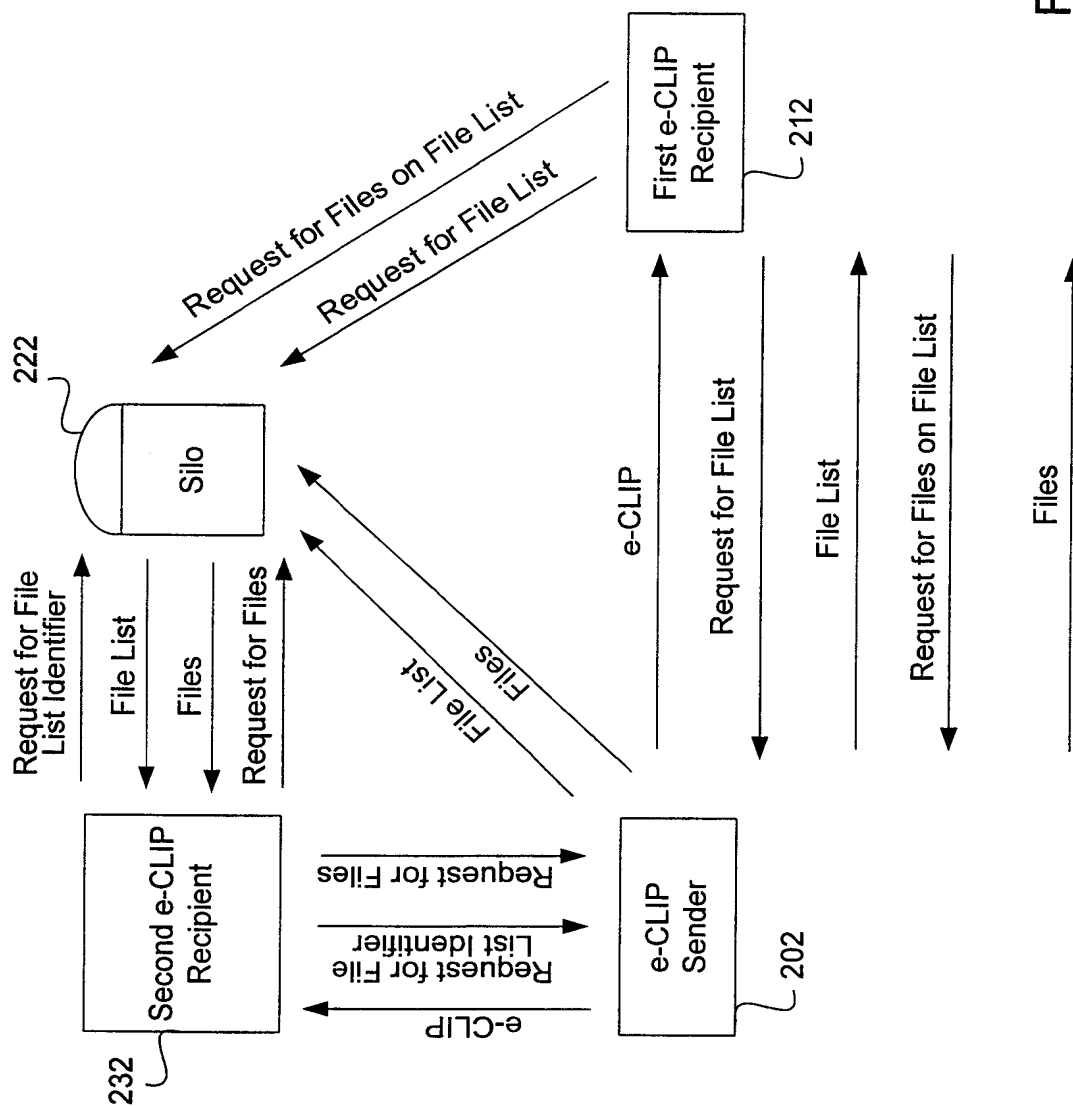 232
Second e-CLIP
Recipient
Request for File
List Identifier
File List
Files
Request for Files
222
Silo
Request for Files on File List
Request for File List
e-CLIP
Request for File
List Identifier
Request for Files
File List
Files
202
e-CLIP
Sender
212
First e-CLIP
Recipient
e-CLIP
Request for File List
File List
Request for Files on File List
Files